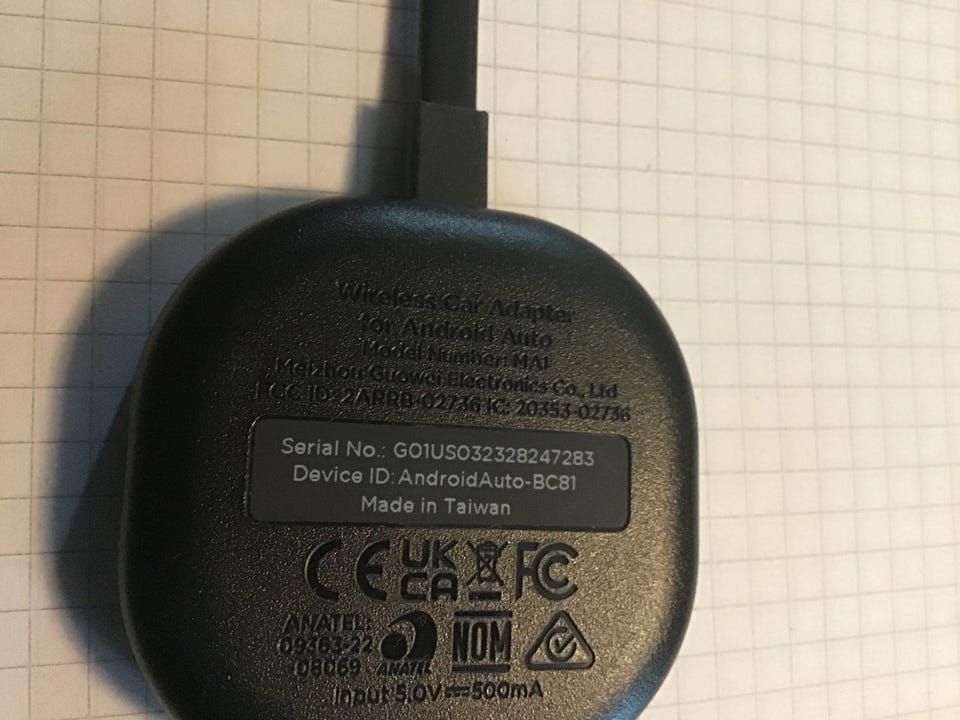 Wireless Car Adapter
for Android Auto
Model Number: MA1
Meizhou Guowei Electronics Co., Ltd
FCC ID: 2ARRB-02736 IC: 20353-02736
Serial No.: G01US032328247283
Device ID: AndroidAuto-BC81
Made in Taiwan
CE UK CA FC
ANATEL:
09363-22
08069
ANATEL
NOM
Input 5.0V⎓500mA